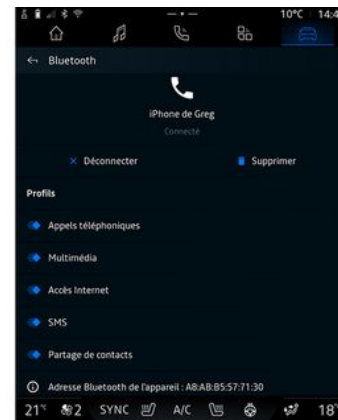 10°C 14:4
Bluetooth
iPhone de Greg
Connecté
Déconnecter Supprimer
Profils
Appels téléphoniques
Multimédia
Accès Internet
SMS
Partage de contacts
Adresse Bluetooth de l'appareil : A8:AB:B5:57:71:30
21°C 2 SYNC A/C 18°